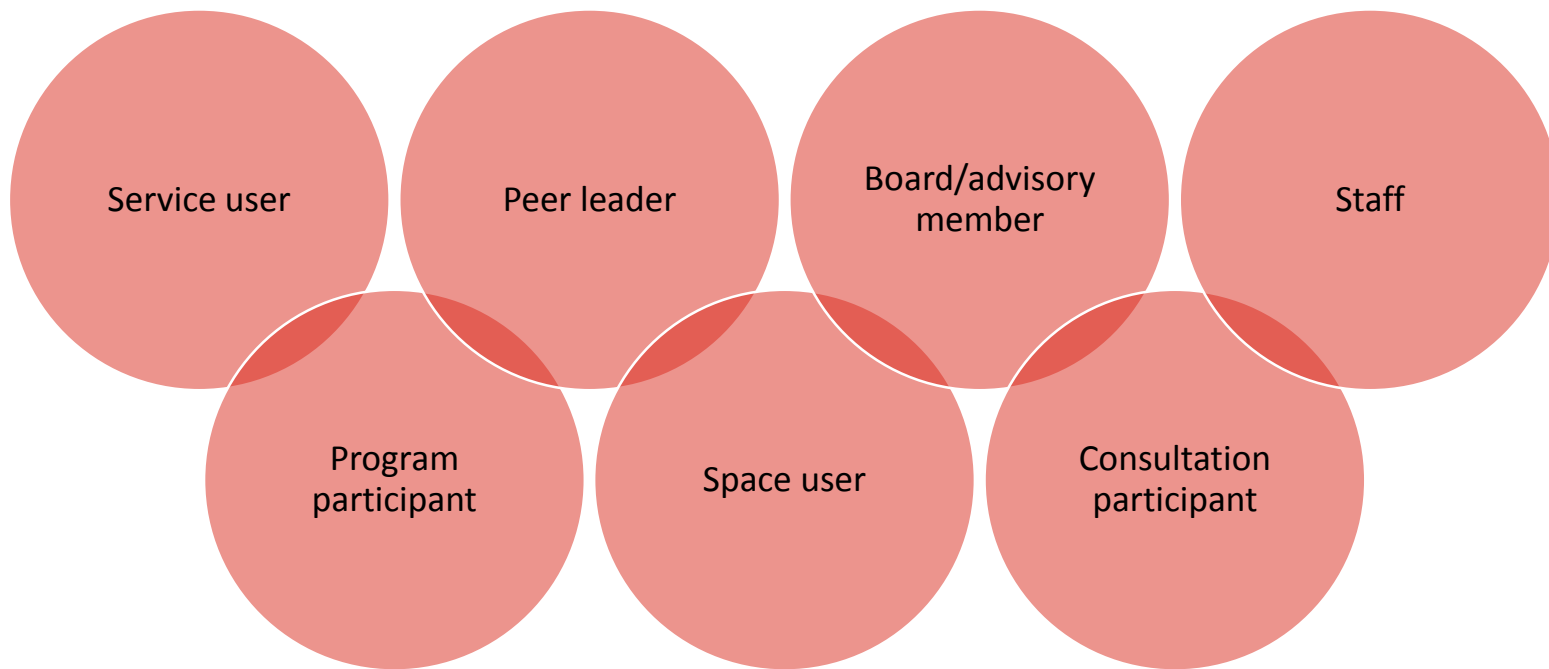 Service user
Peer leader
Board/advisory
member
Staff
Program
participant
Space user
Consultation
participant